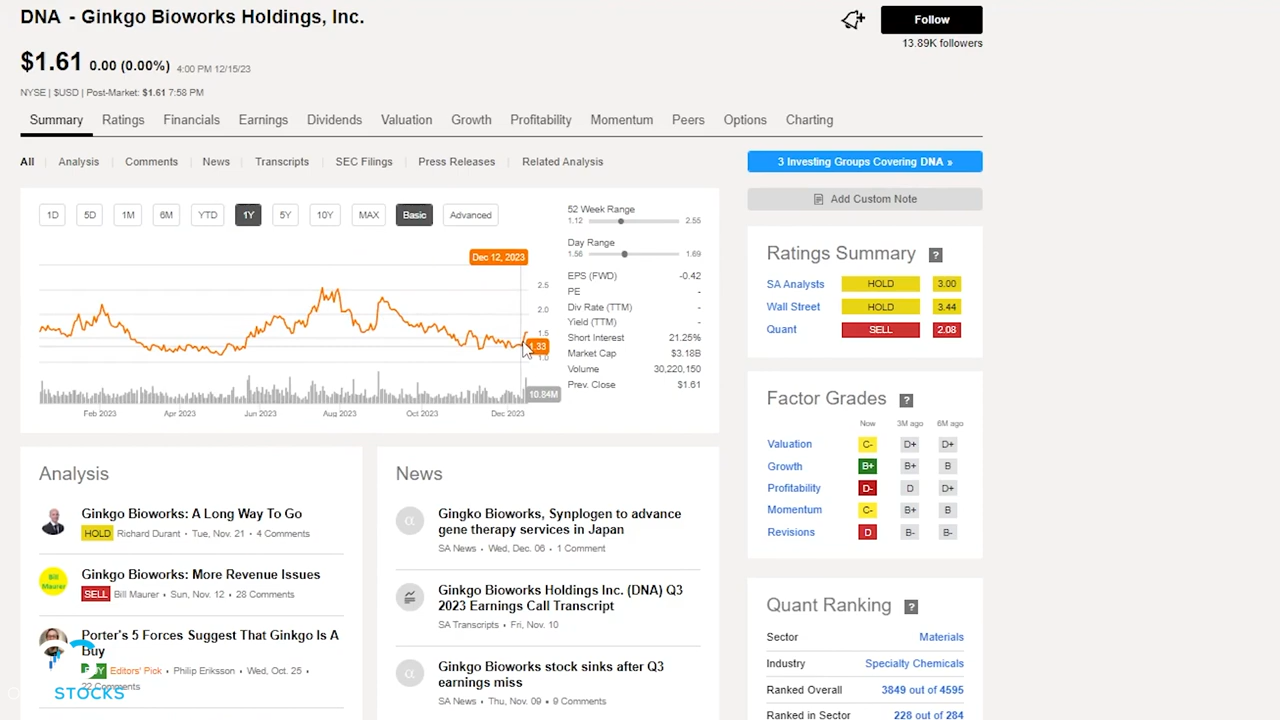 DNA - Ginkgo Bioworks Holdings, Inc.
Follow
13.89K followers
$1.61 0.00 (0.00%) 4:00 PM 12/15/23
NYSE | $USD | Post-Market: $1.61 7:58 PM
Summary Ratings Financials Earnings Dividends Valuation Growth Profitability Momentum Peers Options Charting
All Analysis Comments News Transcripts SEC Filings Press Releases Related Analysis
3 Investing Groups Covering DNA »
Add Custom Note
1D 5D 1M 6M YTD 1Y 5Y 10Y MAX Basic Advanced
Dec 12, 2023
2.5
2.0
1.5
1.33
1.0
10.84M
Feb 2023 Apr 2023 Jun 2023 Aug 2023 Oct 2023 Dec 2023
52 Week Range
1.12 2.55
Day Range
1.56 1.69
EPS (FWD) -0.42
PE -
Div Rate (TTM) -
Yield (TTM) -
Short Interest 21.25%
Market Cap $3.18B
Volume 30,220,150
Prev. Close $1.61
Ratings Summary ?
SA Analysts HOLD 3.00
Wall Street HOLD 3.44
Quant SELL 2.08
Factor Grades ?
Now 3M ago 6M ago
Valuation C- D+ D+
Growth B+ B+ B
Profitability D- D D+
Momentum C- B+ B
Revisions D B- B-
Quant Ranking ?
Sector Materials
Industry Specialty Chemicals
Ranked Overall 3849 out of 4595
Ranked in Sector 228 out of 284
Analysis
Ginkgo Bioworks: A Long Way To Go
HOLD Richard Durant • Tue, Nov. 21 • 4 Comments
Bill Maurer
Ginkgo Bioworks: More Revenue Issues
SELL Bill Maurer • Sun, Nov. 12 • 28 Comments
Porter's 5 Forces Suggest That Ginkgo Is A
Buy
Editors' Pick • Philip Eriksson • Wed, Oct. 25 •
22 Comments
STOCKS
News
Gingko Bioworks, Synplogen to advance
gene therapy services in Japan
SA News • Wed, Dec. 06 • 1 Comment
Ginkgo Bioworks Holdings Inc. (DNA) Q3
2023 Earnings Call Transcript
SA Transcripts • Fri, Nov. 10
Ginkgo Bioworks stock sinks after Q3
earnings miss
SA News • Thu, Nov. 09 • 9 Comments